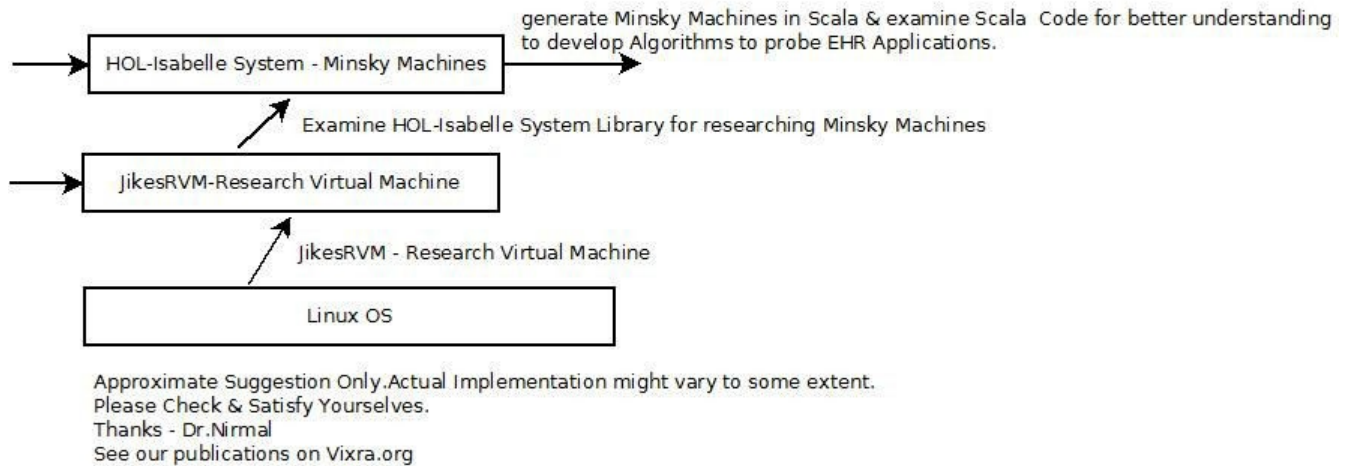 generate Minsky Machines in Scala & examine Scala Code for better understanding
to develop Algorithms to probe EHR Applications.
HOL-Isabelle System - Minsky Machines
Examine HOL-Isabelle System Library for researching Minsky Machines
JikesRVM-Research Virtual Machine
JikesRVM - Research Virtual Machine
Linux OS
Approximate Suggestion Only.Actual Implementation might vary to some extent.
Please Check & Satisfy Yourselves.
Thanks - Dr.Nirmal
See our publications on Vixra.org